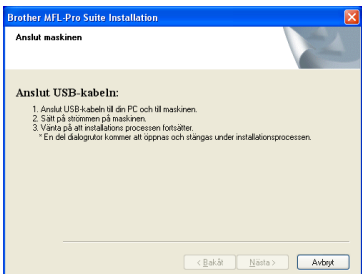 Brother MFL-Pro Suite Installation
Anslut maskinen
Anslut USB-kabeln:
1. Anslut USB-kabeln till din PC och till maskinen.
2. Sätt på strömmen på maskinen.
3. Vänta på att installations processen fortsätter.
* En del dialogrutor kommer att öppnas och stängas under installationsprocessen.
< Bakåt Nästa > Avbryt